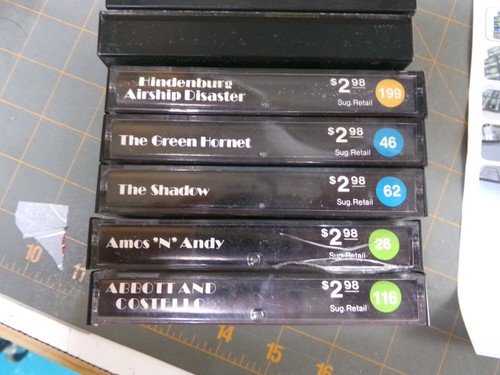 Hindenburg
Airship Disaster
$2.98
Sug. Retail
199
The Green Hornet
$2.98
Sug. Retail
46
The Shadow
$2.98
Sug. Retail
62
Amos 'N' Andy
$2.98
Sug. Retail
26
ABBOTT AND
COSTELLO
$2.98
Sug. Retail
116
10
11
14
15
16